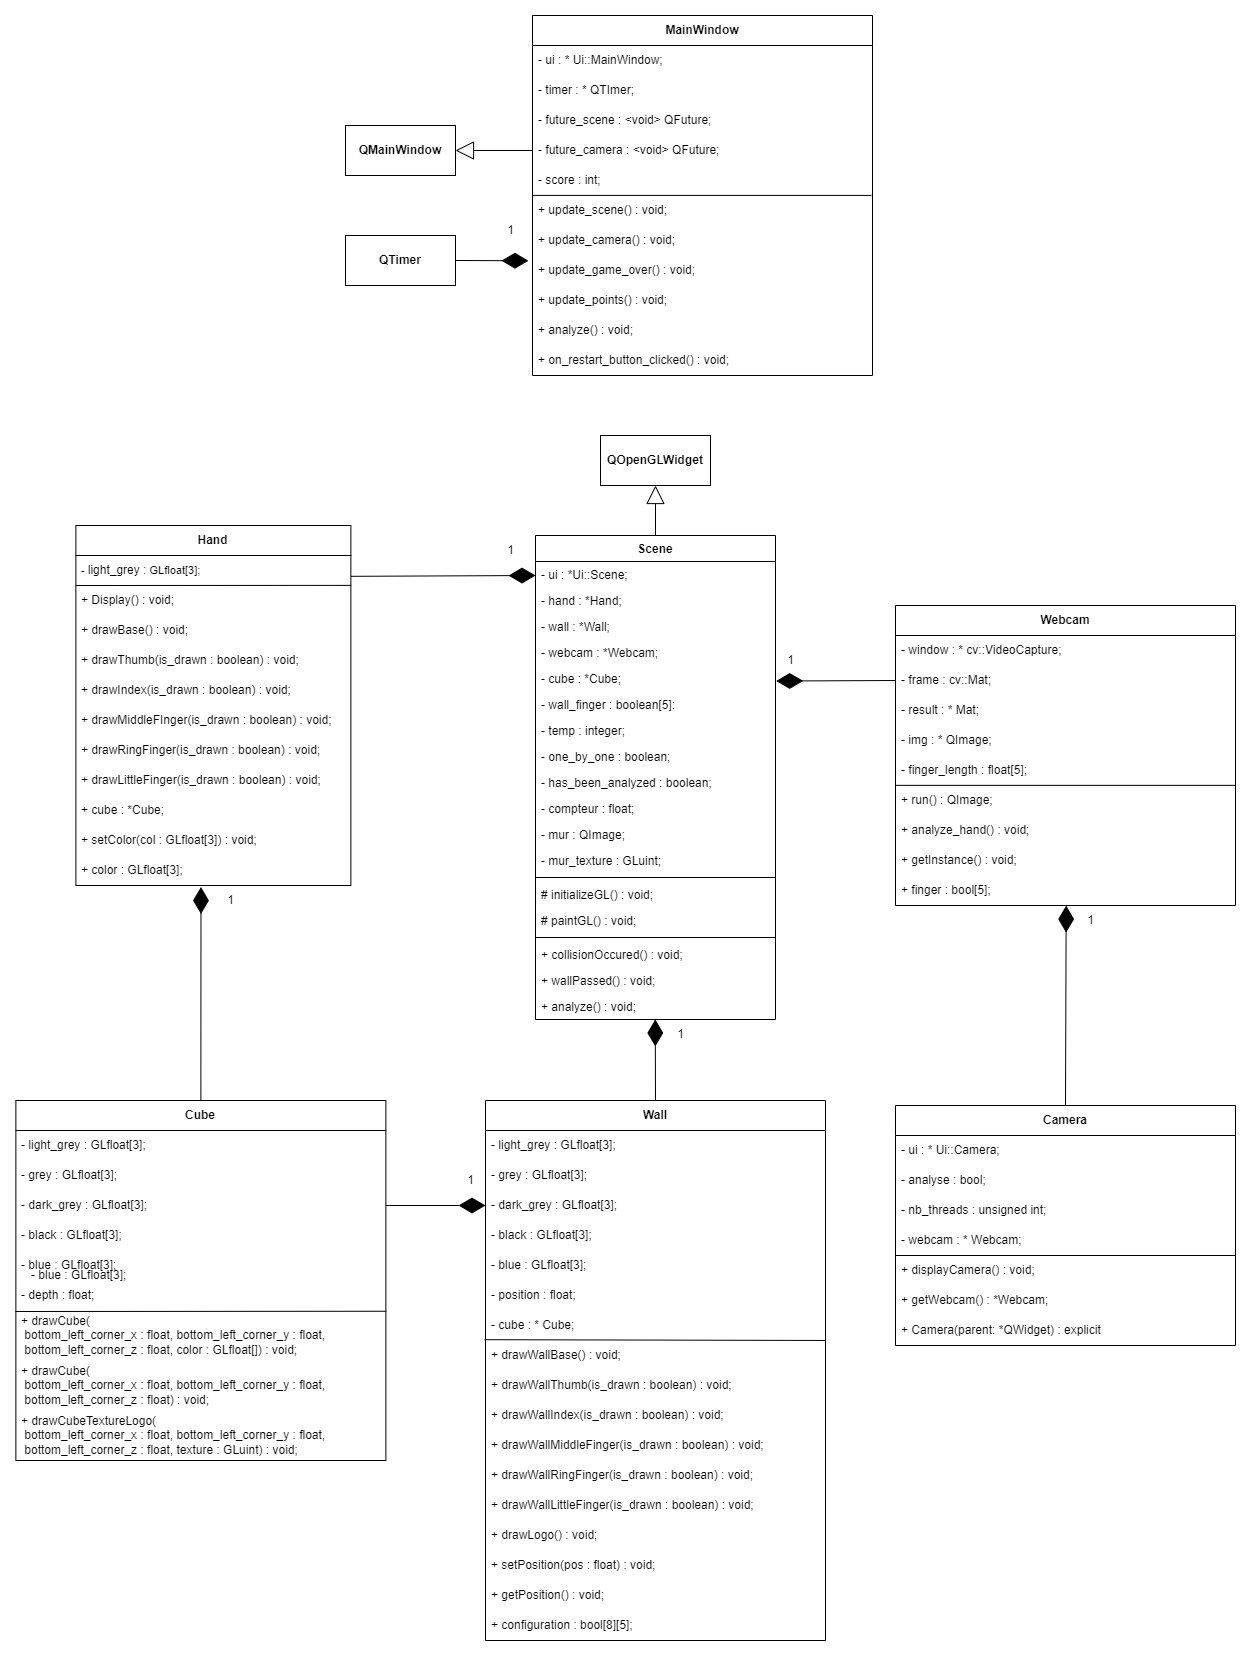 MainWindow
- ui : * Ui::MainWindow;
- timer : * QTImer;
- future_scene : <void> QFuture;
- future_camera : <void> QFuture;
- score : int;
+ update_scene() : void;
+ update_camera() : void;
+ update_game_over() : void;
+ update_points() : void;
+ analyze() : void;
+ on_restart_button_clicked() : void;
QMainWindow
1
QTimer
QOpenGLWidget
Hand
- light_grey : GLfloat[3];
+ Display() : void;
+ drawBase() : void;
+ drawThumb(is_drawn : boolean) : void;
+ drawIndex(is_drawn : boolean) : void;
+ drawMiddleFInger(is_drawn : boolean) : void;
+ drawRingFinger(is_drawn : boolean) : void;
+ drawLittleFinger(is_drawn : boolean) : void;
+ cube : *Cube;
+ setColor(col : GLfloat[3]) : void;
+ color : GLfloat[3];
1
1
Scene
- ui : *Ui::Scene;
- hand : *Hand;
- wall : *Wall;
- webcam : *Webcam;
- cube : *Cube;
- wall_finger : boolean[5]:
- temp : integer;
- one_by_one : boolean;
- has_been_analyzed : boolean;
- compteur : float;
- mur : QImage;
- mur_texture : GLuint;
# initializeGL() : void;
# paintGL() : void;
+ collisionOccured() : void;
+ wallPassed() : void;
+ analyze() : void;
1
1
Webcam
- window : * cv::VideoCapture;
- frame : cv::Mat;
- result : * Mat;
- img : * QImage;
- finger_length : float[5];
+ run() : QImage;
+ analyze_hand() : void;
+ getInstance() : void;
+ finger : bool[5];
1
Cube
- light_grey : GLfloat[3];
- grey : GLfloat[3];
- dark_grey : GLfloat[3];
- black : GLfloat[3];
- blue : GLfloat[3];
- blue : GLfloat[3];
- depth : float;
+ drawCube(
bottom_left_corner_x : float, bottom_left_corner_y : float,
bottom_left_corner_z : float, color : GLfloat[]) : void;
+ drawCube(
bottom_left_corner_x : float, bottom_left_corner_y : float,
bottom_left_corner_z : float) : void;
+ drawCubeTextureLogo(
bottom_left_corner_x : float, bottom_left_corner_y : float,
bottom_left_corner_z : float, texture : GLuint) : void;
1
Wall
- light_grey : GLfloat[3];
- grey : GLfloat[3];
- dark_grey : GLfloat[3];
- black : GLfloat[3];
- blue : GLfloat[3];
- position : float;
- cube : * Cube;
+ drawWallBase() : void;
+ drawWallThumb(is_drawn : boolean) : void;
+ drawWallIndex(is_drawn : boolean) : void;
+ drawWallMiddleFinger(is_drawn : boolean) : void;
+ drawWallRingFinger(is_drawn : boolean) : void;
+ drawWallLittleFinger(is_drawn : boolean) : void;
+ drawLogo() : void;
+ setPosition(pos : float) : void;
+ getPosition() : void;
+ configuration : bool[8][5];
Camera
- ui : * Ui::Camera;
- analyse : bool;
- nb_threads : unsigned int;
- webcam : * Webcam;
+ displayCamera() : void;
+ getWebcam() : *Webcam;
+ Camera(parent: *QWidget) : explicit